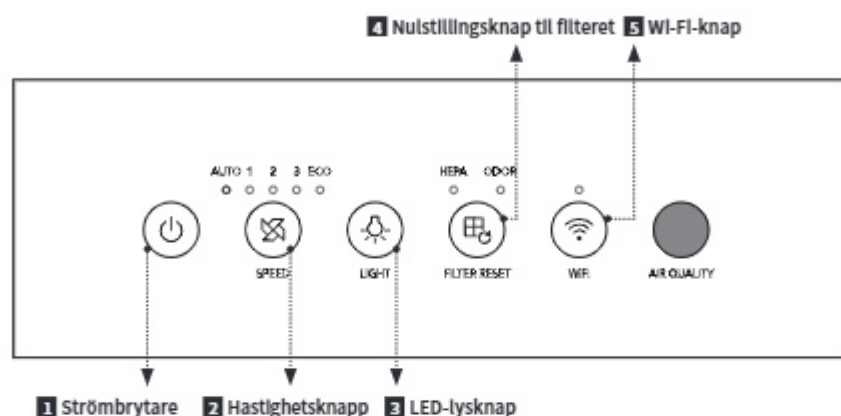 4 Nulstillingsknap til filteret 5 Wi-Fi-knap
AUTO 1 2 3 ECO HEPA ODOR
SPEED LIGHT FILTER RESET WIFI AIR QUALITY
1 Strömbrytare 2 Hastighetsknapp 3 LED-lysknap